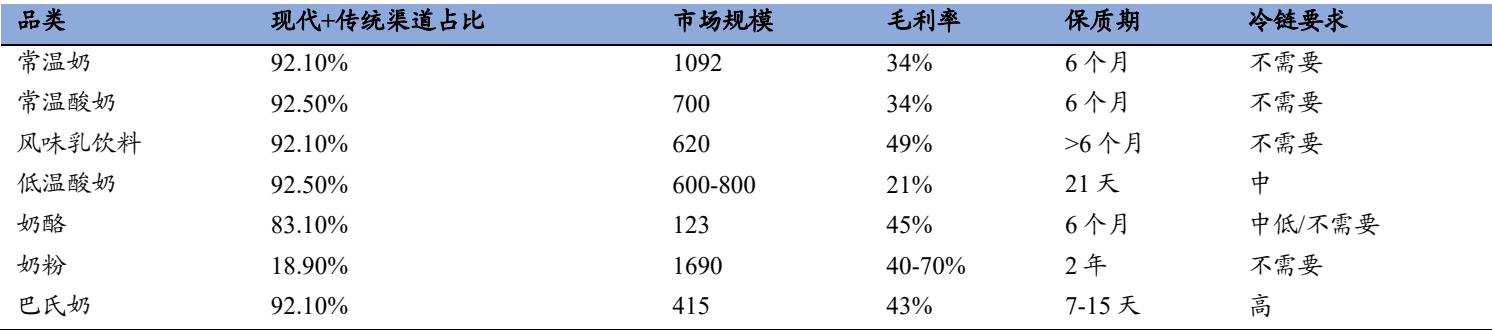 品类 现代+传统渠道占比 市场规模 毛利率 保质期 冷链要求
常温奶 92.10% 1092 34% 6个月 不需要
常温酸奶 92.50% 700 34% 6个月 不需要
风味乳饮料 92.10% 620 49% >6个月 不需要
低温酸奶 92.50% 600-800 21% 21天 中
奶酪 83.10% 123 45% 6个月 中低/不需要
奶粉 18.90% 1690 40-70% 2年 不需要
巴氏奶 92.10% 415 43% 7-15天 高